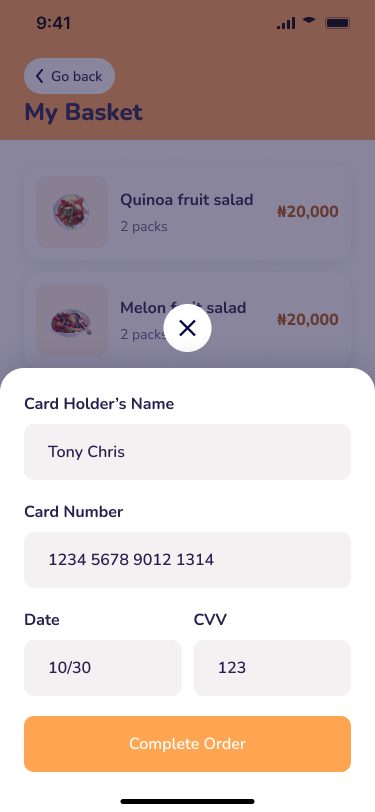 9:41
Go back
My Basket
Quinoa fruit salad
2 packs
₦20,000
Melon fruit salad
2 packs
₦20,000
Card Holder’s Name
Tony Chris
Card Number
1234 5678 9012 1314
Date
CVV
10/30
123
Complete Order